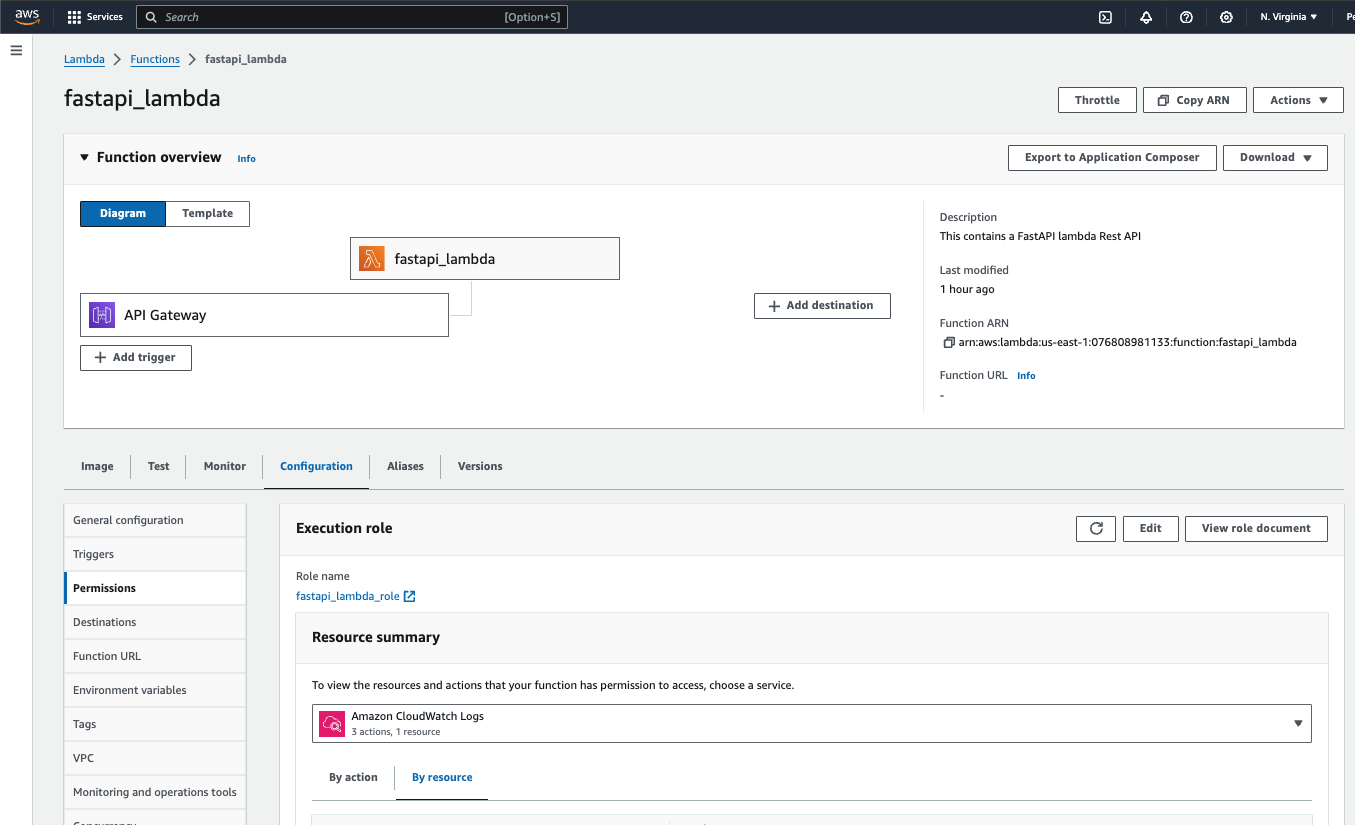 aws Services Search [Option+S] N. Virginia
Lambda Functions fastapi_lambda
fastapi_lambda
Throttle Copy ARN Actions
Function overview Info
Export to Application Composer Download
Diagram Template
fastapi_lambda
API Gateway
Add trigger
Add destination
Description
This contains a FastAPI lambda Rest API
Last modified
1 hour ago
Function ARN
arn:aws:lambda:us-east-1:076808981133:function:fastapi_lambda
Function URL Info
-
Image Test Monitor Configuration Aliases Versions
General configuration
Triggers
Permissions
Destinations
Function URL
Environment variables
Tags
VPC
Monitoring and operations tools
Execution role
Edit View role document
Role name
fastapi_lambda_role
Resource summary
To view the resources and actions that your function has permission to access, choose a service.
Amazon CloudWatch Logs
3 actions, 1 resource
By action By resource